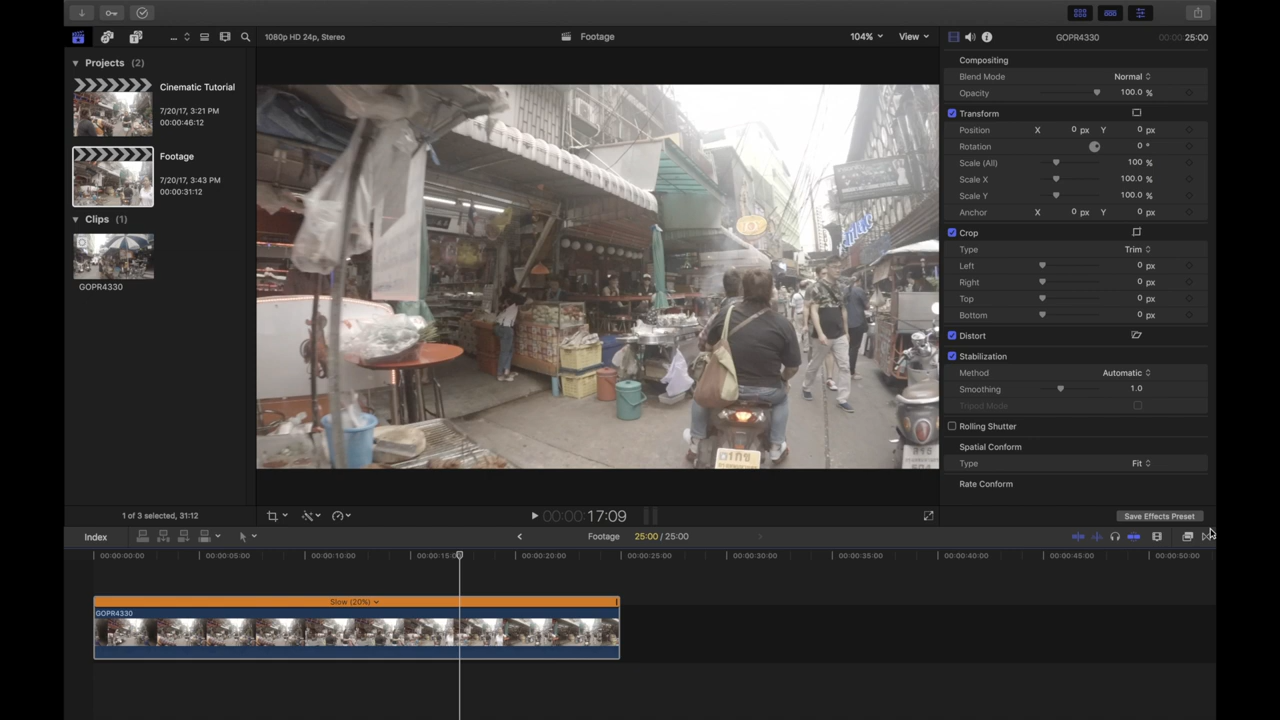 1080p HD 24p, Stereo
Footage
104%
View
GOPR4330
00:00:25:00
Projects (2)
Cinematic Tutorial
7/20/17, 3:21 PM
00:00:46:12
Footage
7/20/17, 3:43 PM
00:00:31:12
Clips (1)
GOPR4330
Compositing
Blend Mode Normal
Opacity 100.0 %
Transform
Position X 0 px Y 0 px
Rotation 0 °
Scale (All) 100 %
Scale X 100.0 %
Scale Y 100.0 %
Anchor X 0 px Y 0 px
Crop
Type Trim
Left 0 px
Right 0 px
Top 0 px
Bottom 0 px
Distort
Stabilization
Method Automatic
Smoothing 1.0
Tripod Mode
Rolling Shutter
Spatial Conform
Type Fit
Rate Conform
1 of 3 selected, 31:12
00:00:17:09
Save Effects Preset
Index
Footage
25:00 / 25:00
00:00:00:00
00:00:05:00
00:00:10:00
00:00:15:00
00:00:20:00
00:00:25:00
00:00:30:00
00:00:35:00
00:00:40:00
00:00:45:00
00:00:50:00
Slow (20%)
GOPR4330